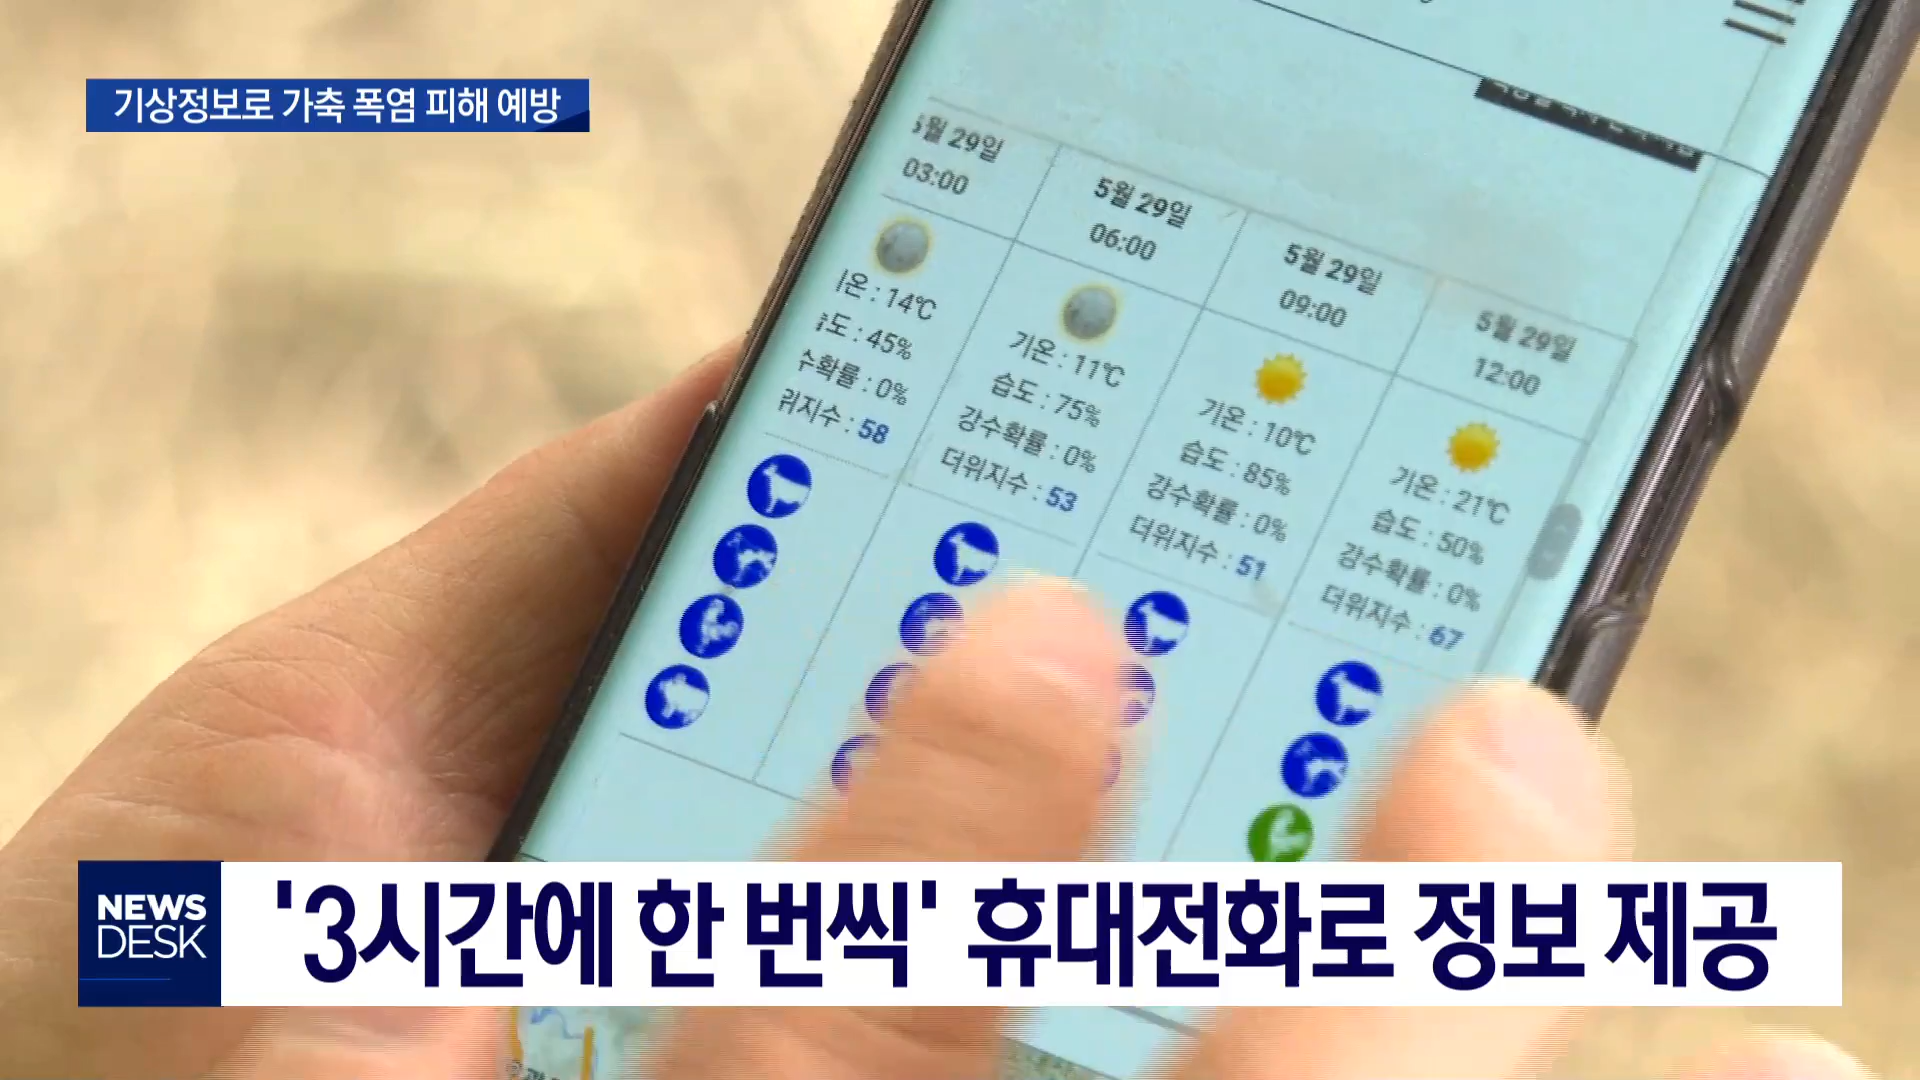 기상정보로 가축 폭염 피해 예방
월 29일
03:00
온 : 14℃
도 : 45%
수확률 : 0%
위지수 : 58
5월 29일
06:00
기온 : 11℃
습도 : 75%
강수확률 : 0%
더위지수 : 53
5월 29일
09:00
기온 : 10℃
습도 : 85%
강수확률 : 0%
더위지수 : 51
5월 29일
12:00
기온 : 21℃
습도 : 50%
강수확률 : 0%
더위지수 : 67
NEWS
DESK
'3시간에 한 번씩' 휴대전화로 정보 제공